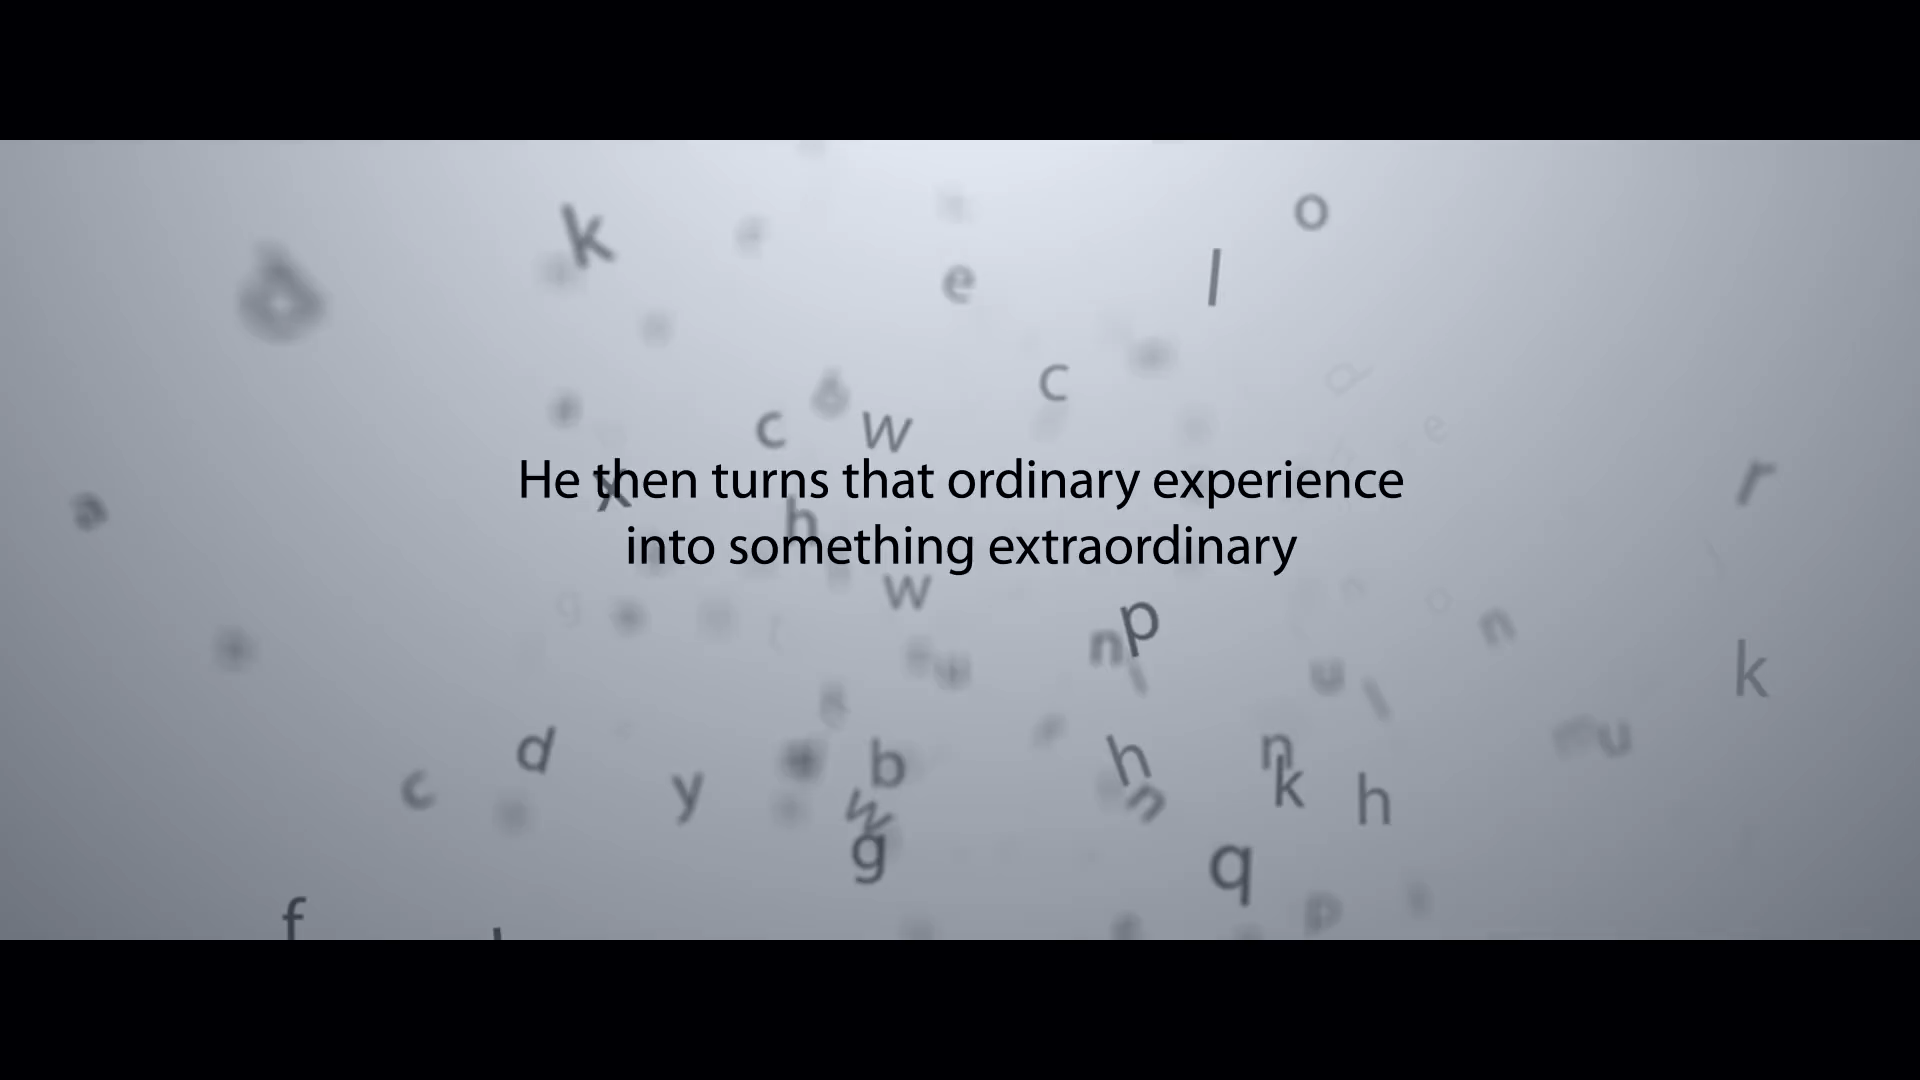 He then turns that ordinary experience
into something extraordinary